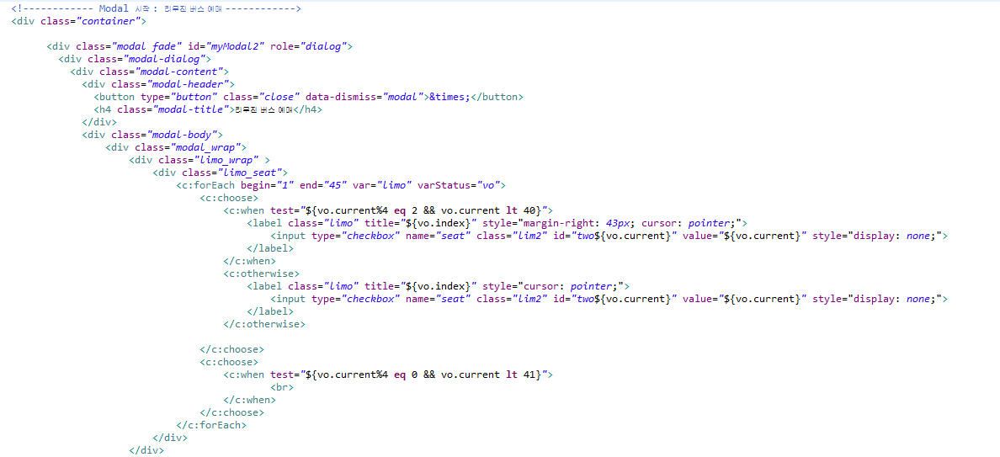 <!------------ Modal 시작 : 리무진 버스 예매 ------------>
<div class="container">
<div class="modal fade" id="myModal2" role="dialog">
<div class="modal-dialog">
<div class="modal-content">
<div class="modal-header">
<button type="button" class="close" data-dismiss="modal">&times;</button>
<h4 class="modal-title">리무진 버스 예매</h4>
</div>
<div class="modal-body">
<div class="modal_wrap">
<div class="limo_wrap" >
<div class="limo_seat">
<c:forEach begin="1" end="45" var="limo" varStatus="vo">
<c:choose>
<c:when test="${vo.current%4 eq 2 && vo.current lt 40}">
<label class="limo" title="${vo.index}" style="margin-right: 43px; cursor: pointer;">
<input type="checkbox" name="seat" class="lim2" id="two${vo.current}" value="${vo.current}" style="display: none;">
</label>
</c:when>
<c:otherwise>
<label class="limo" title="${vo.index}" style="cursor: pointer;">
<input type="checkbox" name="seat" class="lim2" id="two${vo.current}" value="${vo.current}" style="display: none;">
</label>
</c:otherwise>
</c:choose>
<c:choose>
<c:when test="${vo.current%4 eq 0 && vo.current lt 41}">
<br>
</c:when>
</c:choose>
</c:forEach>
</div>
</div>